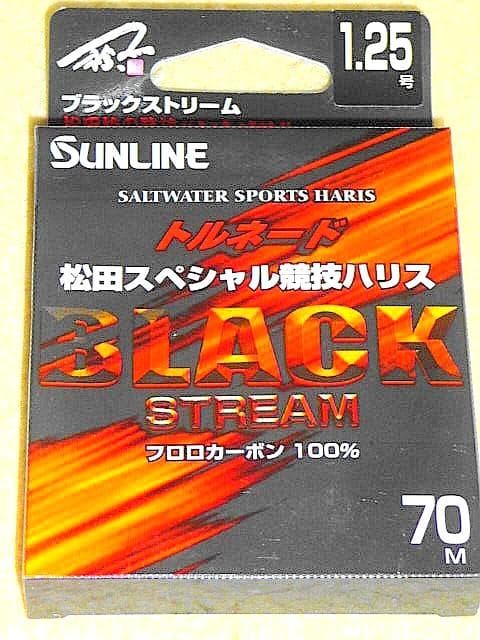 1.25
号
ブラックストリーム
SUNLINE
SALTWATER SPORTS HARIS
トルネード
松田スペシャル競技ハリス
BLACK
STREAM
フロロカーボン 100%
70
M